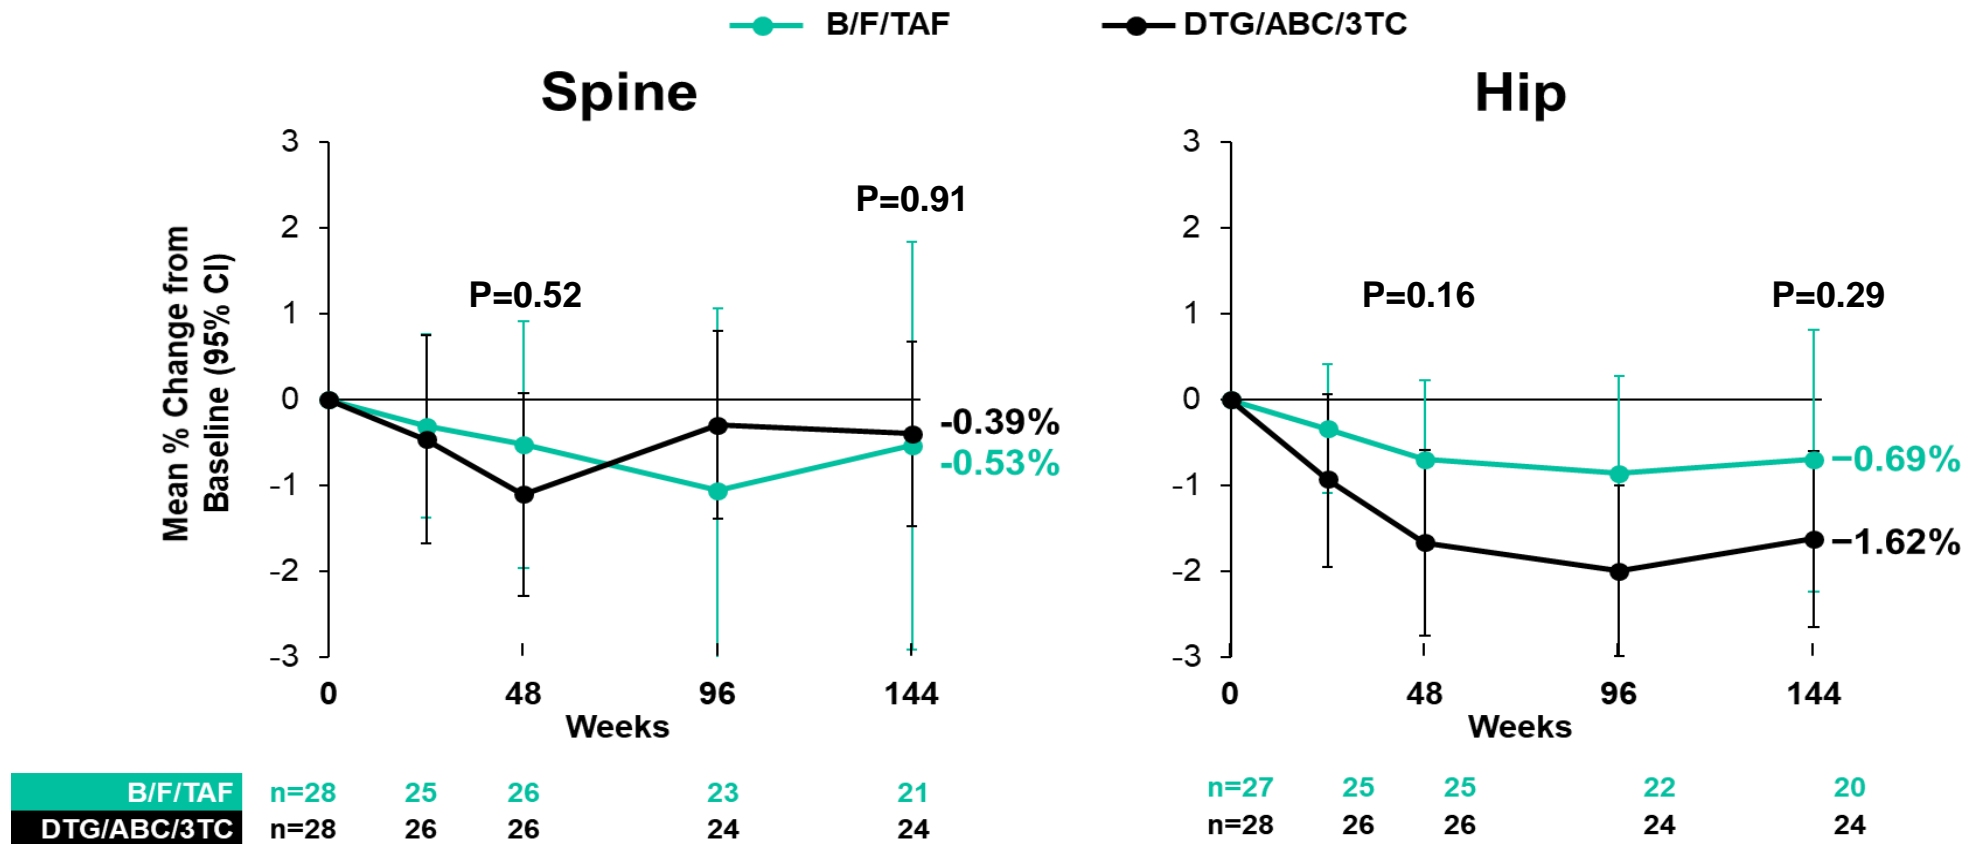 B/F/TAF DTG/ABC/3TC
Spine
Mean % Change from
Baseline (95% CI)
3
2
1
0
-1
-2
-3
P=0.52
P=0.91
-0.39%
-0.53%
0 48 96 144
Weeks
Hip
3
2
1
0
-1
-2
-3
P=0.16
P=0.29
−0.69%
−1.62%
0 48 96 144
Weeks
B/F/TAF n=28 25 26 23 21 n=27 25 25 22 20
DTG/ABC/3TC n=28 26 26 24 24 n=28 26 26 24 24